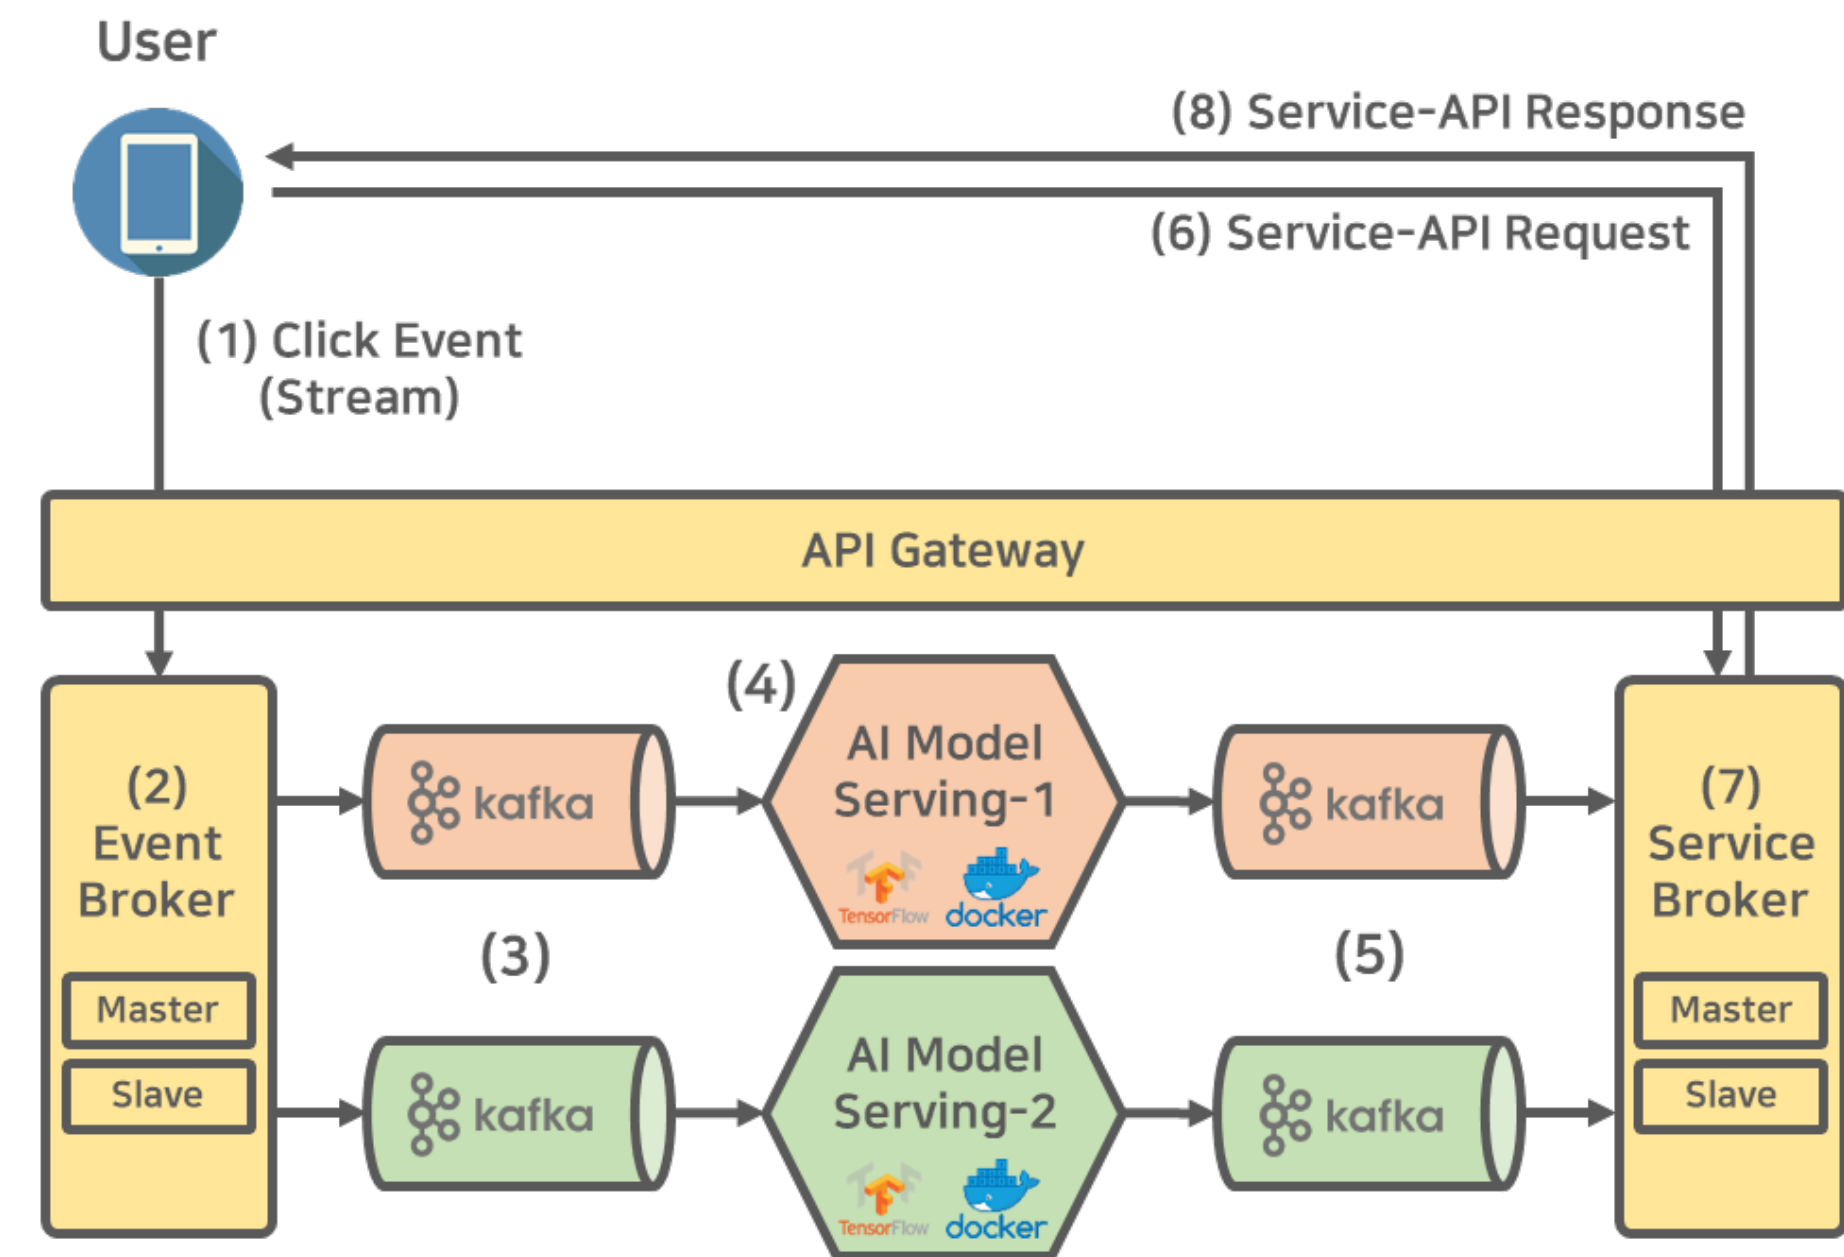 User
(8) Service-API Response
(6) Service-API Request
(1) Click Event
(Stream)
API Gateway
(2)
Event
Broker
Master
Slave
kafka
(3)
kafka
(4)
AI Model
Serving-1
TensorFlow
docker
AI Model
Serving-2
TensorFlow
docker
kafka
(5)
kafka
(7)
Service
Broker
Master
Slave